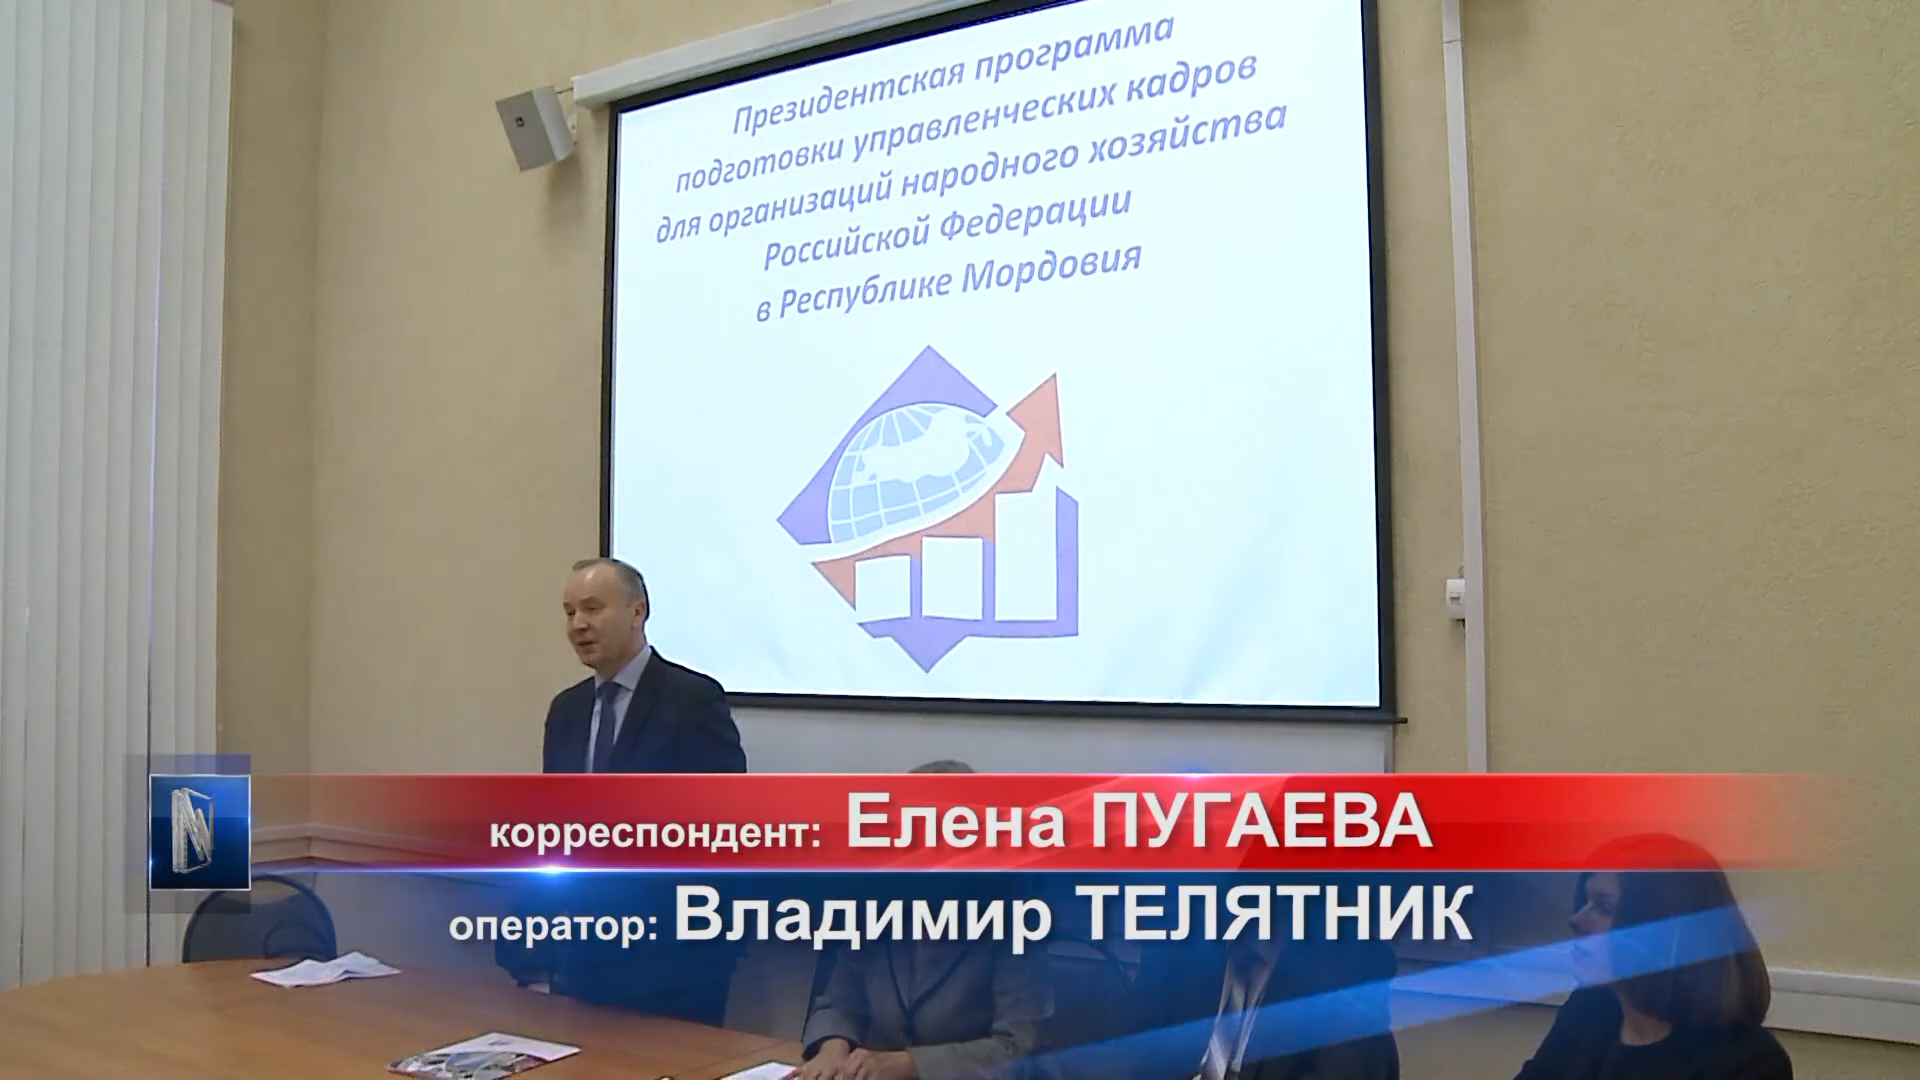 Президентская программа
подготовки управленческих кадров
для организаций народного хозяйства
Российской Федерации
в Республике Мордовия
корреспондент: Елена ПУГАЕВА
оператор: Владимир ТЕЛЯТНИК